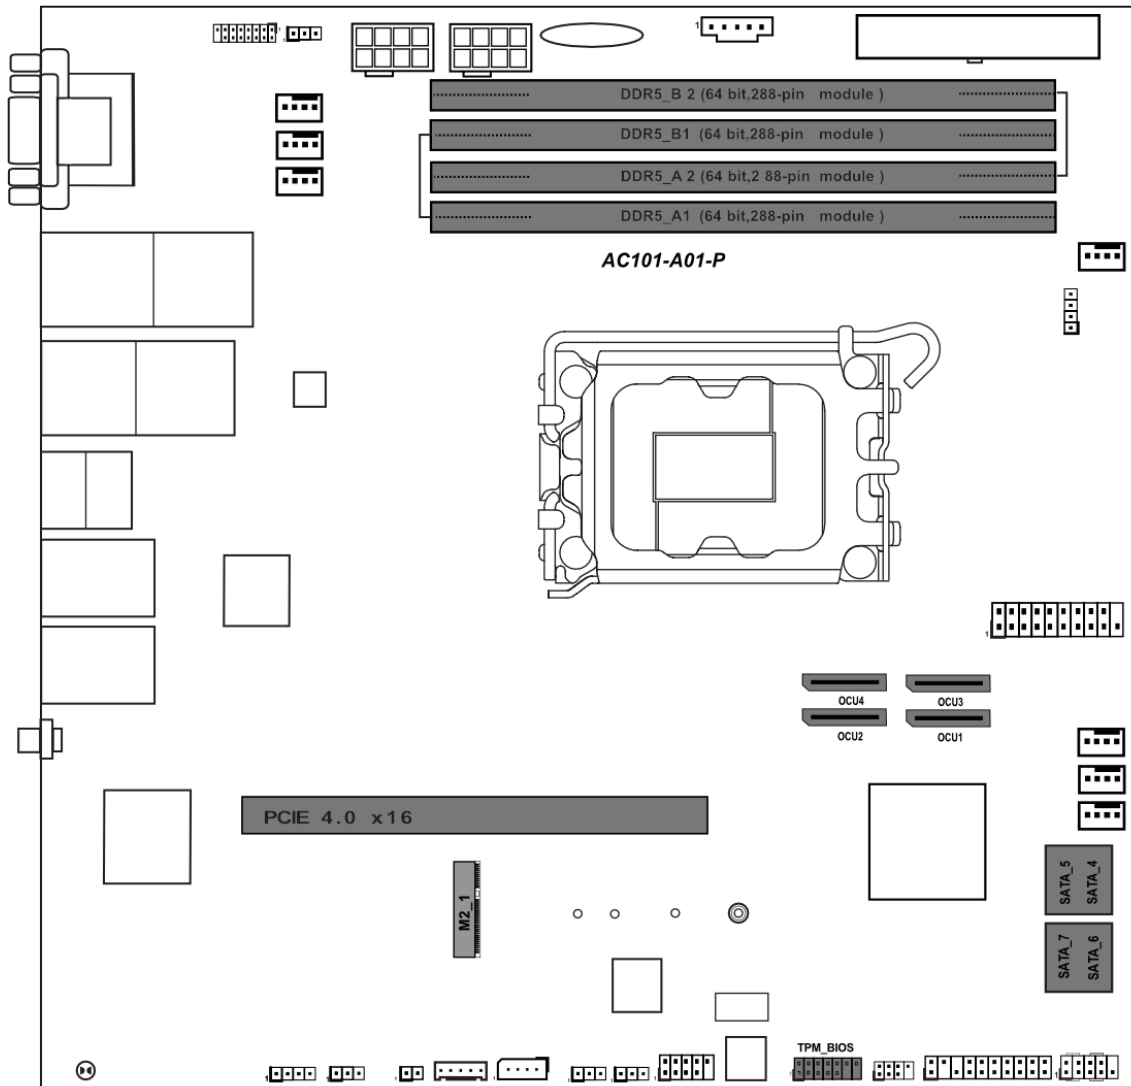 DDR5_B 2 (64 bit,288-pin module )
DDR5_B1 (64 bit,288-pin module )
DDR5_A 2 (64 bit,2 88-pin module )
DDR5_A1 (64 bit,288-pin module )
AC101-A01-P
OCU4
OCU3
OCU2
OCU1
PCIE 4.0 x16
SATA_5
SATA_4
M2_1
SATA_7
SATA_6
TPM_BIOS